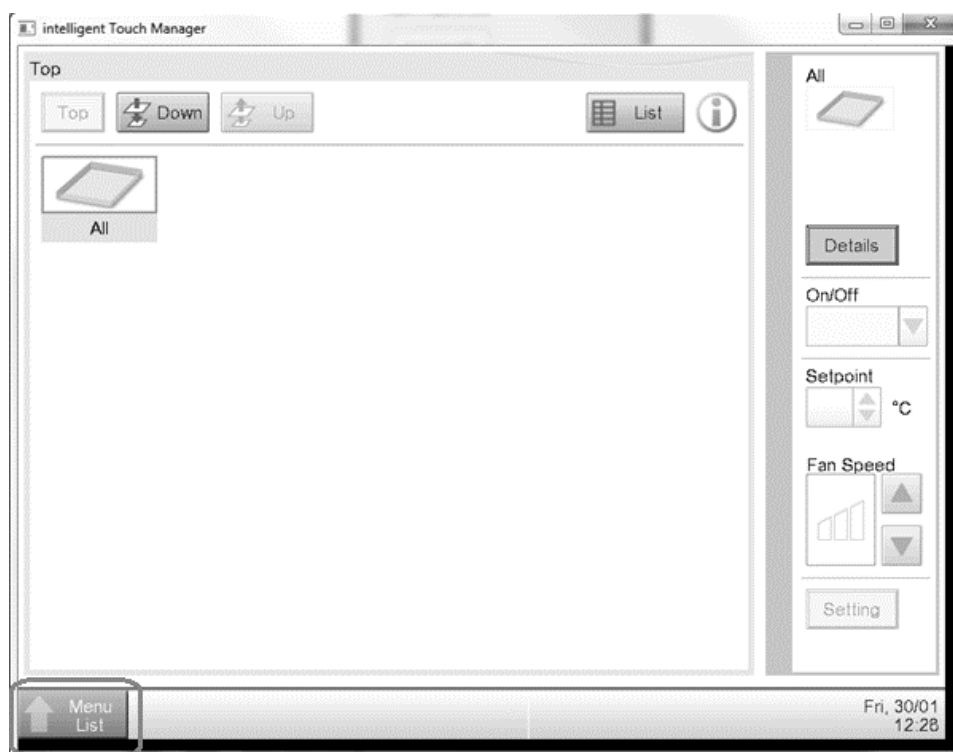 intelligent Touch Manager
Top
Top
Down
Up
List
All
All
Details
On/Off
Setpoint
°C
Fan Speed
Setting
Menu
List
Fri, 30/01
12:28